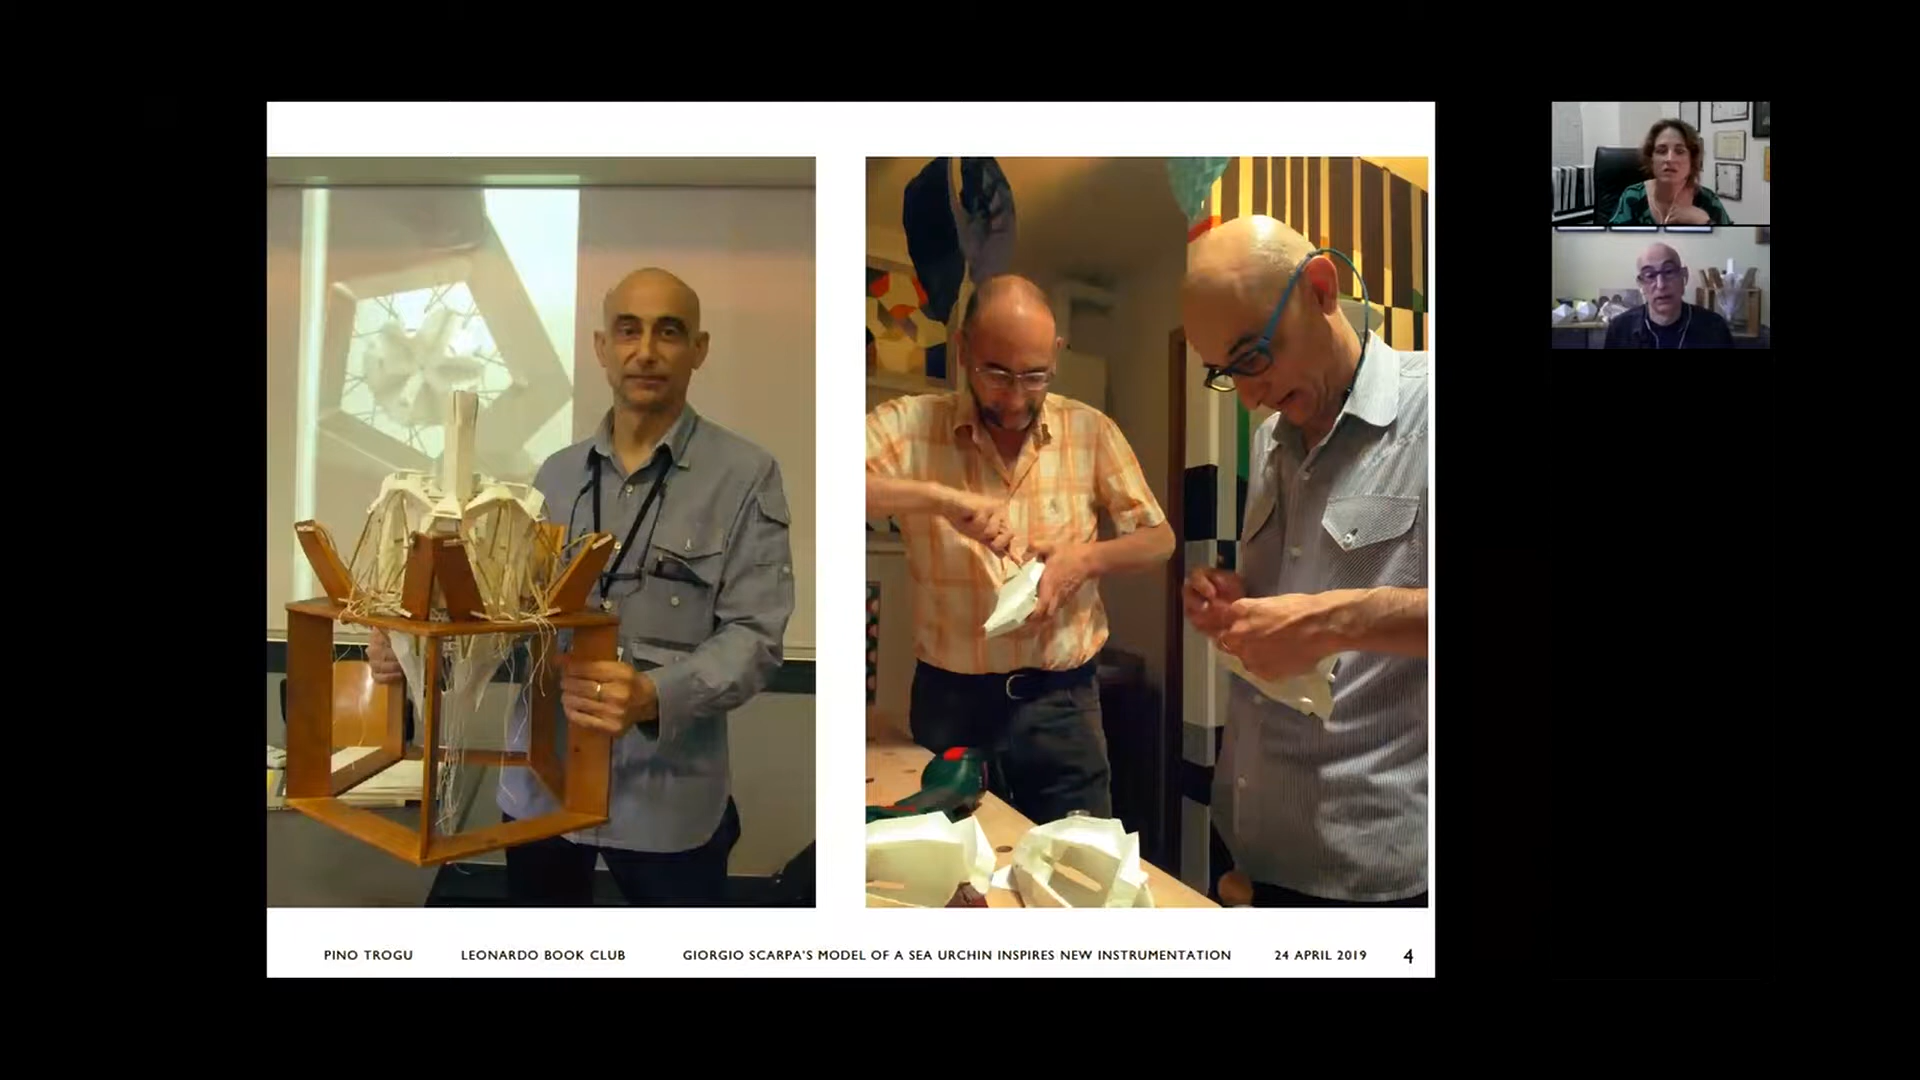 PINO TROGU LEONARDO BOOK CLUB GIORGIO SCARPA'S MODEL OF A SEA URCHIN INSPIRES NEW INSTRUMENTATION 24 APRIL 2019 4